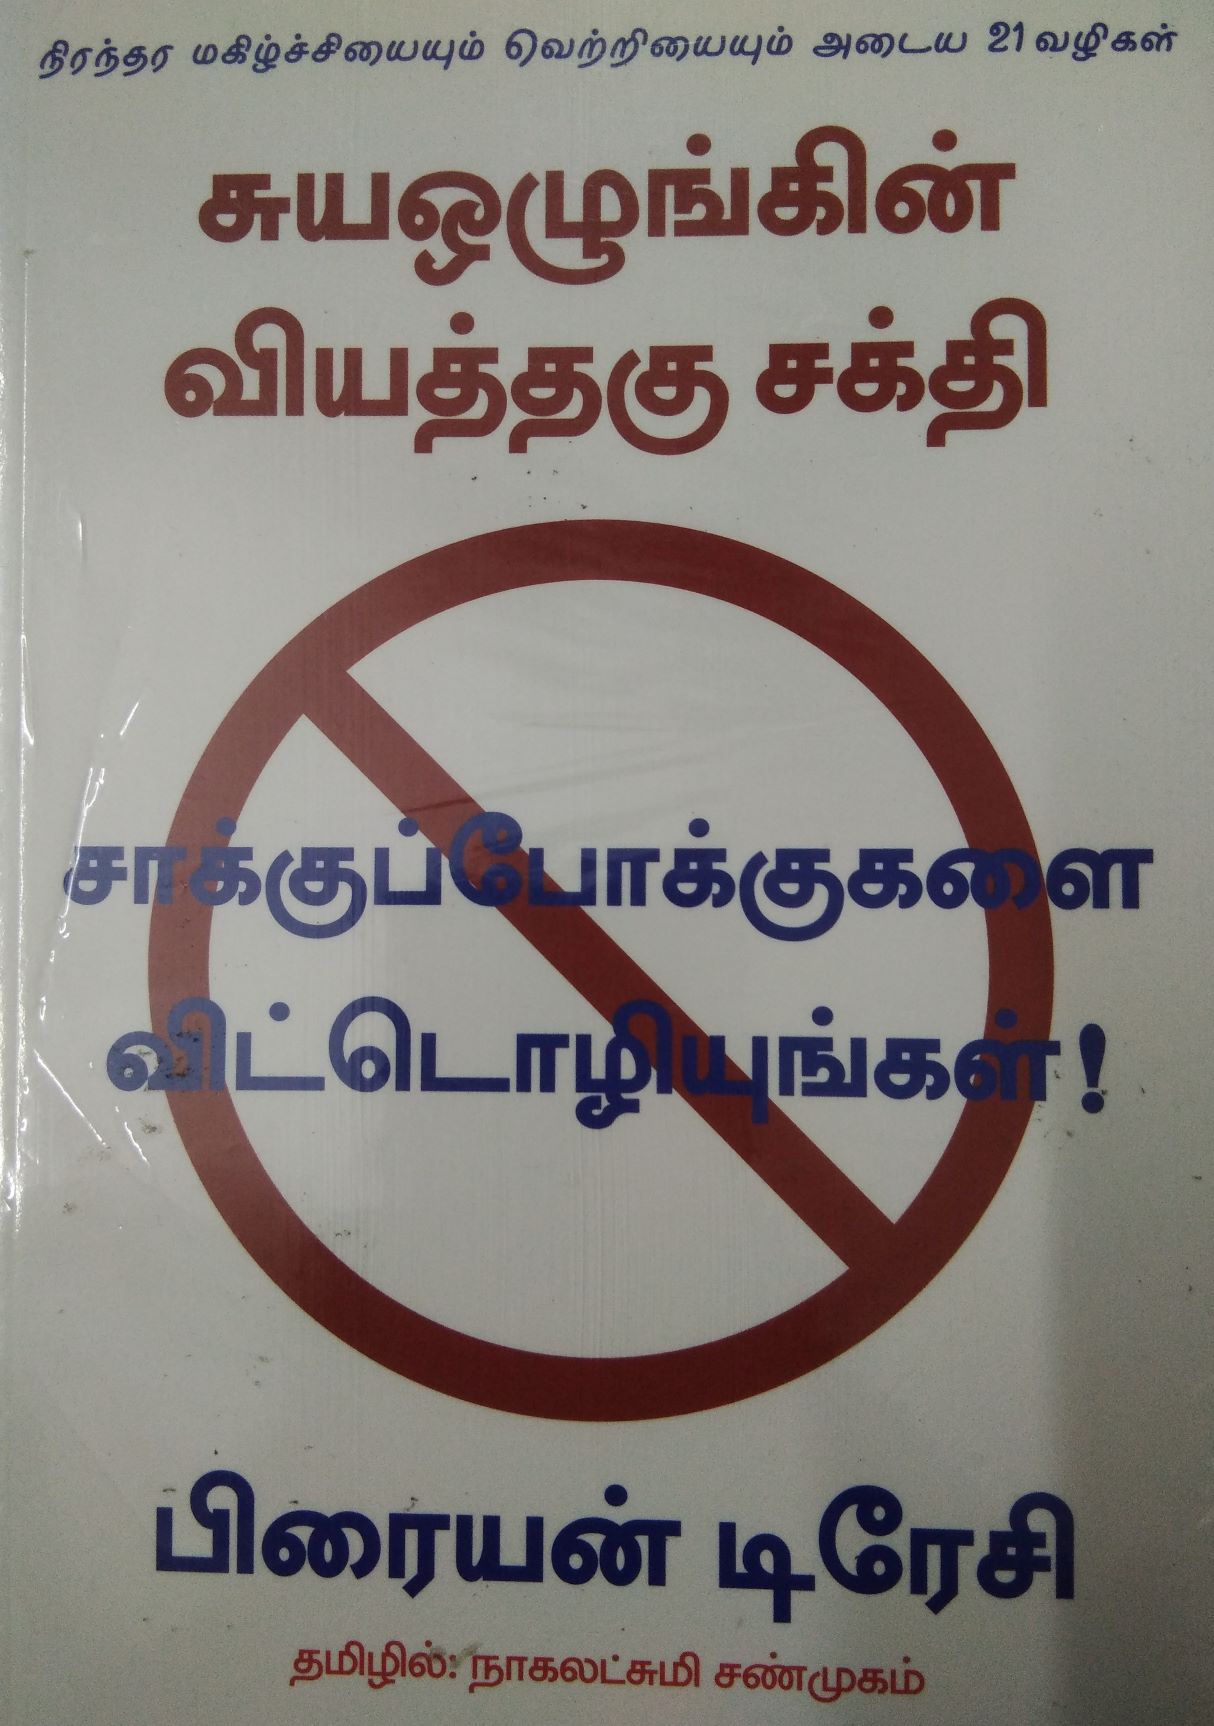 நிரந்தர மகிழ்ச்சியையும் வெற்றியையும் அடைய 21 வழிகள்
சுயஒழுங்கின்
வியத்தகு சக்தி
சாக்குப்போக்குகளை
விட்டொழியுங்கள்!
பிரையன் டிரேசி
தமிழில்: நாகலட்சுமி சண்முகம்